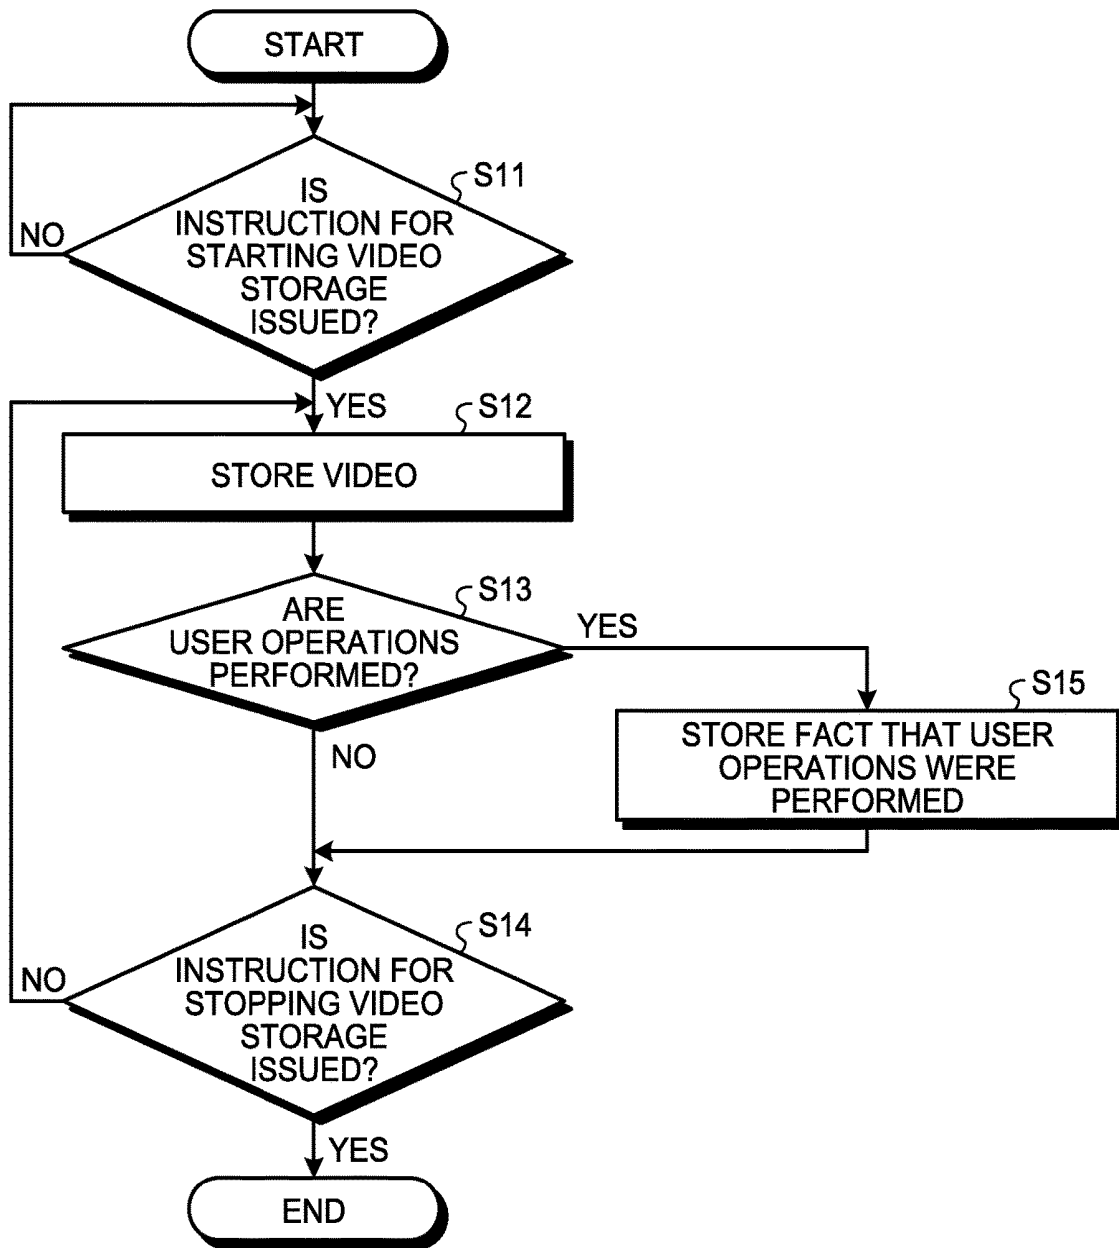 START
S11
IS
INSTRUCTION FOR
STARTING VIDEO
STORAGE
ISSUED?
NO
YES
S12
STORE VIDEO
S13
ARE
USER OPERATIONS
PERFORMED?
YES
NO
S15
STORE FACT THAT USER
OPERATIONS WERE
PERFORMED
S14
IS
INSTRUCTION FOR
STOPPING VIDEO
STORAGE
ISSUED?
NO
YES
END